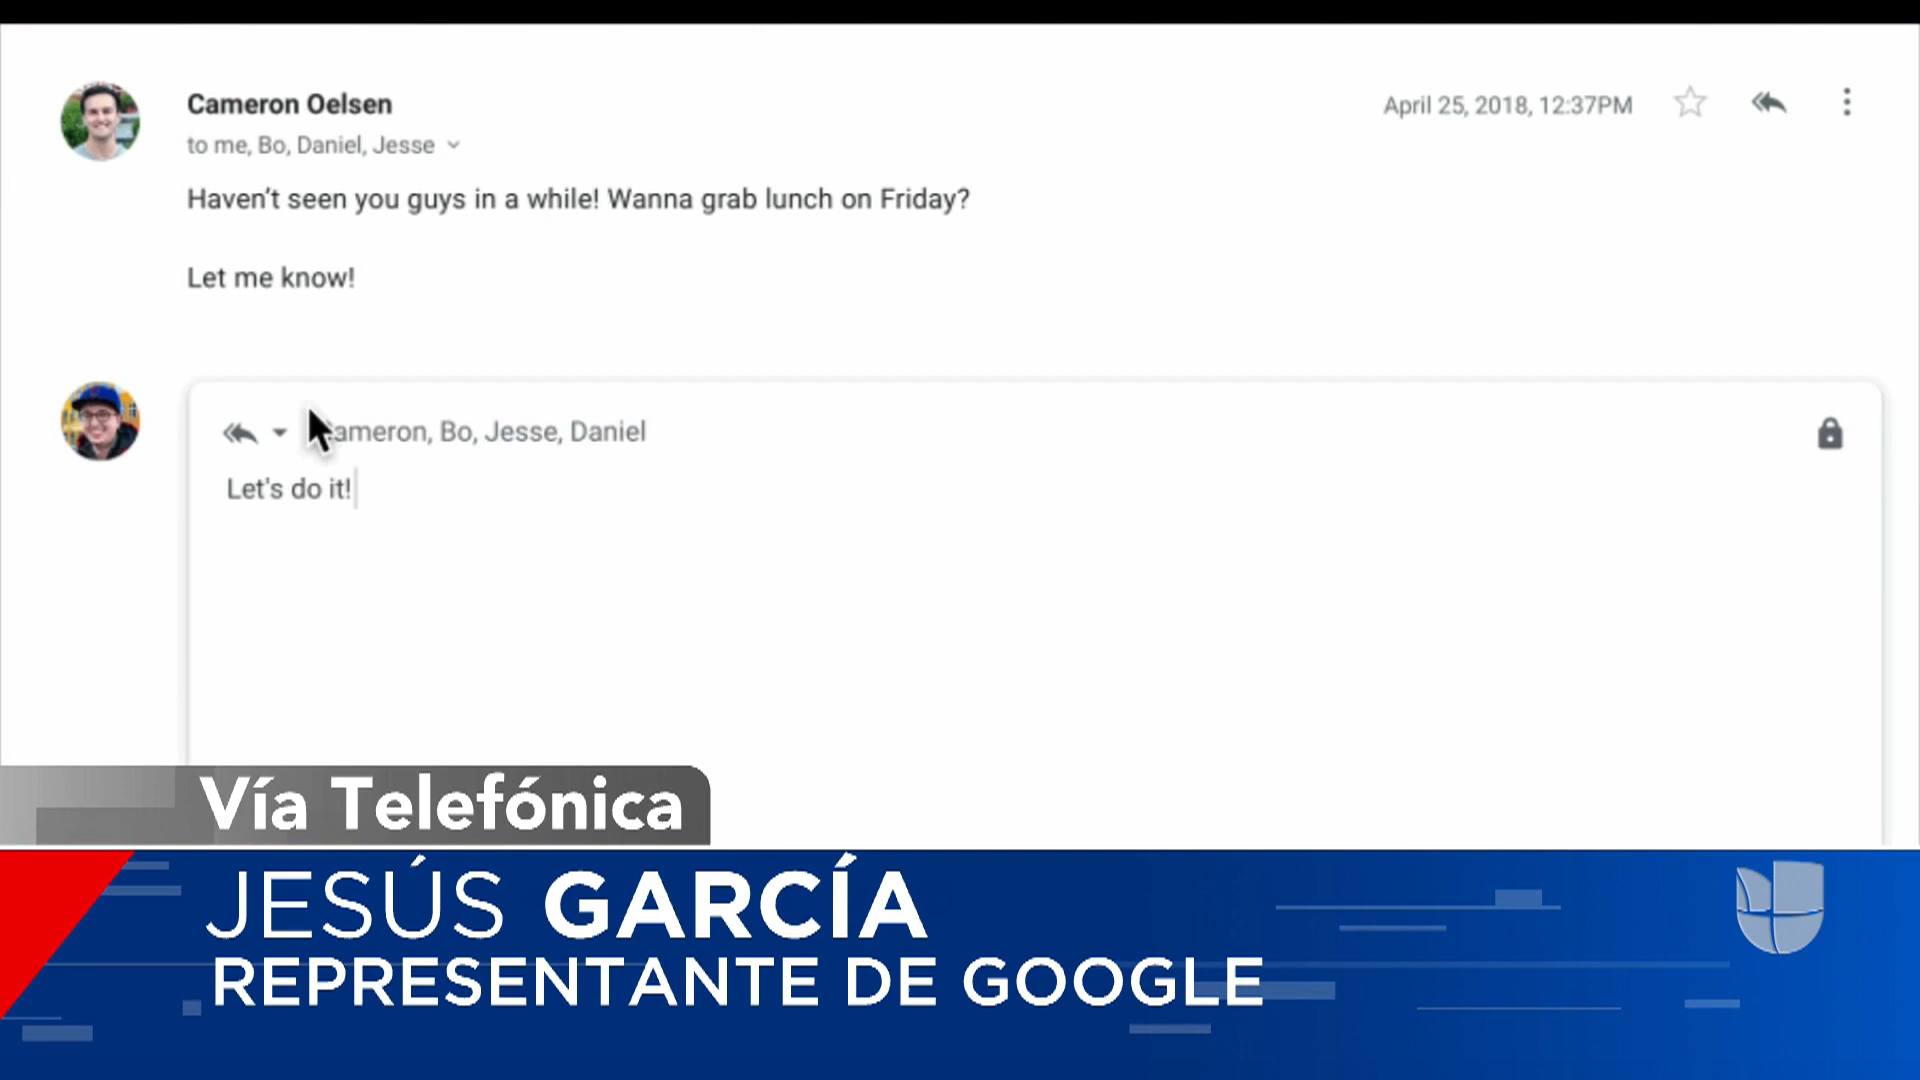 Cameron Oelsen
April 25, 2018, 12:37PM
to me, Bo, Daniel, Jesse
Haven't seen you guys in a while! Wanna grab lunch on Friday?
Let me know!
ameron, Bo, Jesse, Daniel
Let's do it!
Vía Telefónica
JESÚS GARCÍA
REPRESENTANTE DE GOOGLE